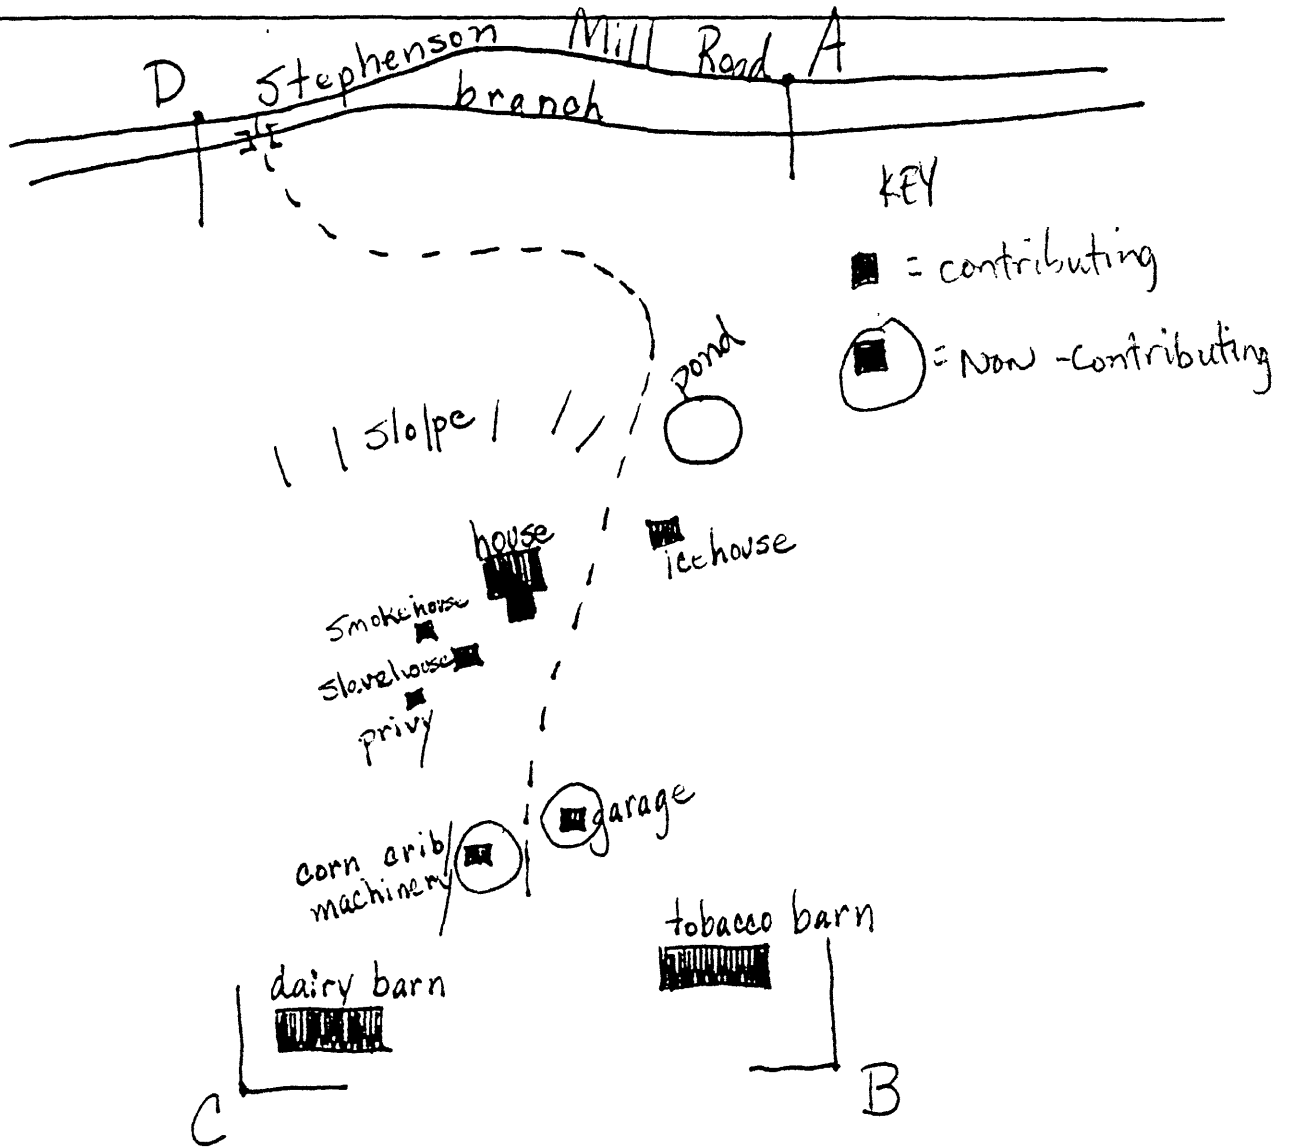 D Stephenson Mill Road A
branch
KEY
= contributing
= Non-contributing
pond
slope
house
icehouse
smokehouse
slavehouse
privy
garage
corn crib/
machinery
tobacco barn
dairy barn
C
B